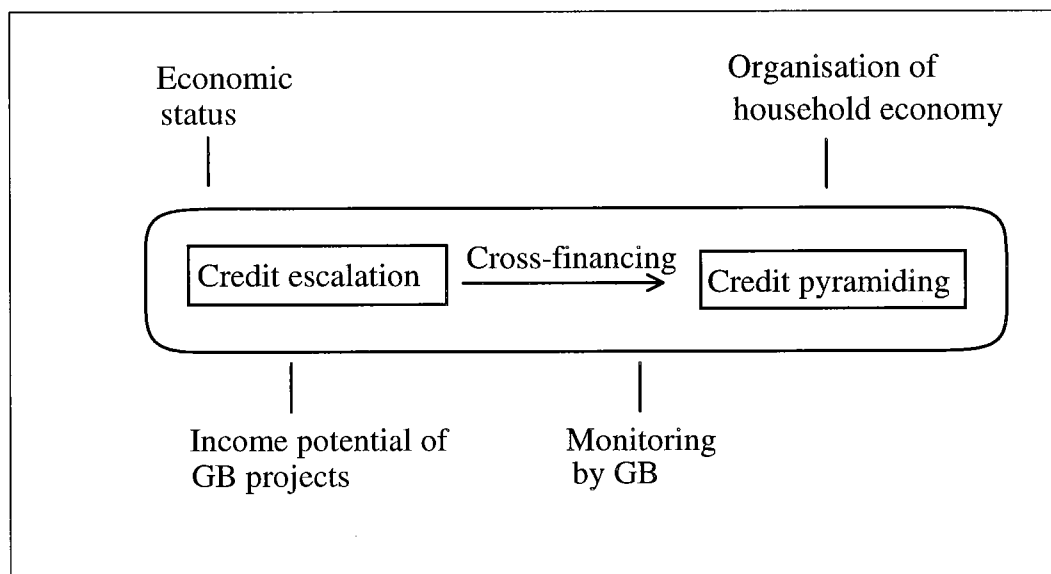 Economic
status
Organisation of
household economy
Credit escalation
Cross-financing
Credit pyramiding
Income potential of
GB projects
Monitoring
by GB